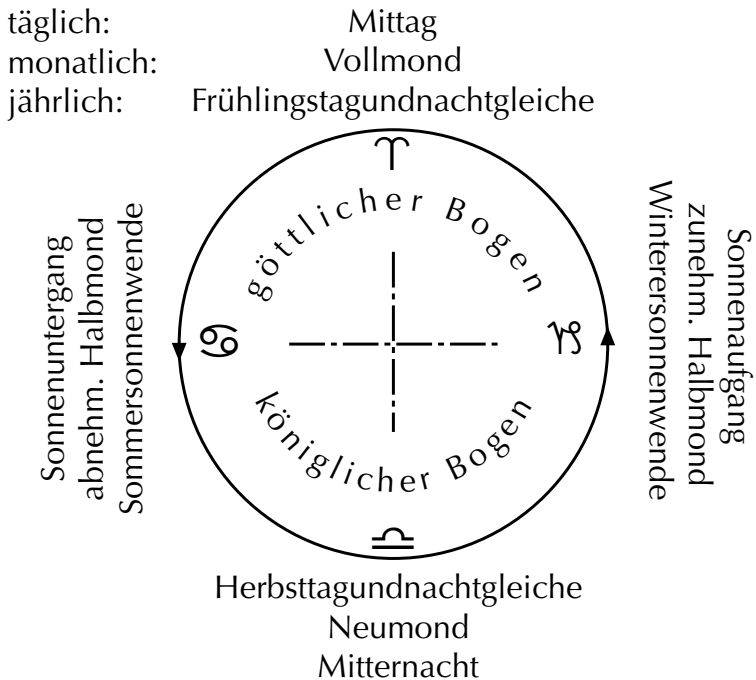 täglich: Mittag
monatlich: Vollmond
jährlich: Frühlingstagundnachtgleiche
♈
göttlicher Bogen
Sonnenuntergang
abnehm. Halbmond
Sommersonnenwende
♋
♑
Sonnenaufgang
zunehm. Halbmond
Winterersonnenwende
königlicher Bogen
♎
Herbsttagundnachtgleiche
Neumond
Mitternacht